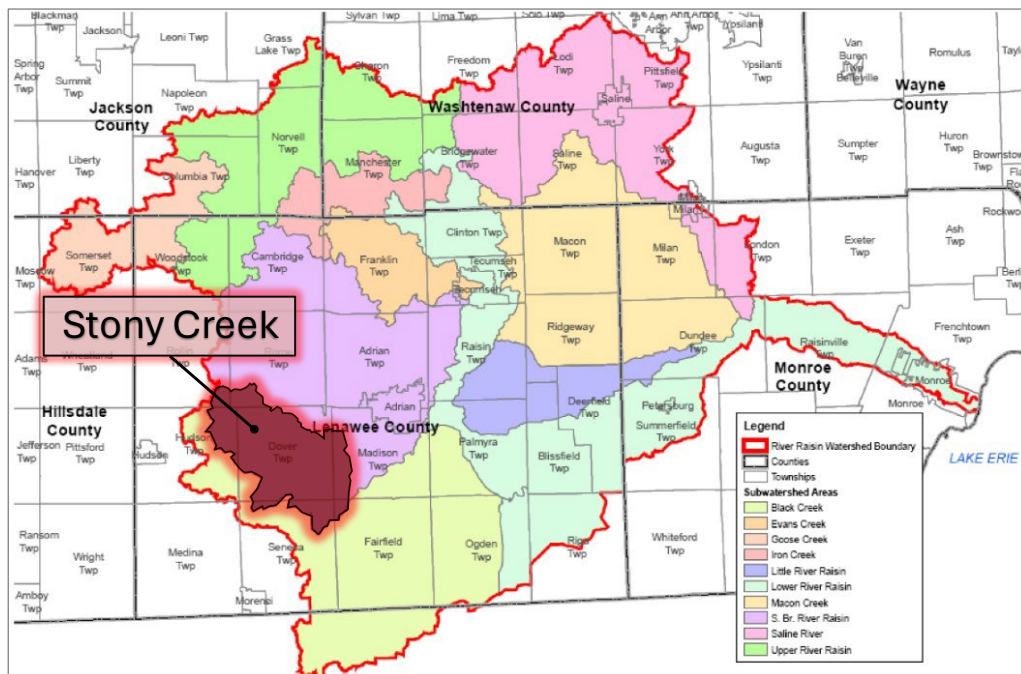 Blackman
Twp
Jackson
Leoni Twp
Grass
Lake Twp
Sylvan Twp
Lima Twp
Sharon Twp
Freedom
Twp
Lodi
Twp
Ann
Arbor
Ann Arbor
Twp
Ypsilanti
Pittsfield
Twp
Ypsilanti
Twp
Van
Buren
Twp
Belleville
Romulus
Spring
Arbor
Twp
Summit
Twp
Napoleon
Twp
Jackson
County
Washtenaw County
Saline
Wayne
County
Norvell
Twp
Liberty
Twp
Hanover
Twp
Columbia Twp
Manchester
Twp
Bridgewater
Twp
Saline
Twp
York
Twp
Augusta
Twp
Sumpter
Twp
Huron
Twp
Brownstown
Milan
Somerset
Twp
Woodstock
Twp
Cambridge
Twp
Franklin
Twp
Clinton Twp
Tecumseh
Twp
Tecumseh
Macon
Twp
Milan
Twp
London
Twp
Exeter
Twp
Ash
Twp
Moscow
Twp
Stony Creek
Adams
Twp
Wheatland
Adrian
Twp
Raisin
Twp
Ridgeway
Twp
Dundee
Twp
Raisinville
Twp
Frenchtown
Twp
Monroe
Monroe
Twp
Monroe
County
Hillsdale
County
Jefferson
Twp
Pittsford
Twp
Hudson
Hudson
Twp
Dover
Twp
Adrian
Lenawee County
Madison
Twp
Palmyra
Twp
Deerfield
Twp
Blissfield
Twp
Petersburg
Summerfield
Twp
Ransom
Twp
Wright
Twp
Medina
Twp
Seneca
Twp
Fairfield
Twp
Ogden
Twp
Riga
Twp
Whiteford
Twp
Amboy
Twp
Morenci
LAKE ERIE
Legend
River Raisin Watershed Boundary
Counties
Townships
Subwatershed Areas
Black Creek
Evans Creek
Goose Creek
Iron Creek
Little River Raisin
Lower River Raisin
Macon Creek
S. Br. River Raisin
Saline River
Upper River Raisin